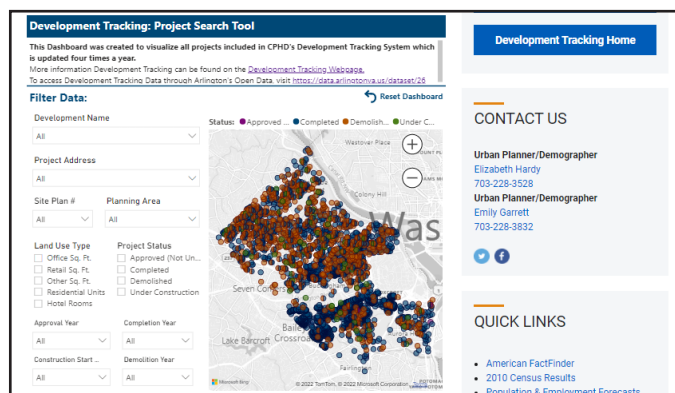 Development Tracking: Project Search Tool
This Dashboard was created to visualize all projects included in CPHD's Development Tracking System which
is updated four times a year.
More information Development Tracking can be found on the Development Tracking Webpage.
To access Development Tracking Data through Arlington's Open Data, visit https://data.arlingtonva.us/dataset/26
Filter Data:
Reset Dashboard
Development Name
All
Project Address
All
Site Plan #
Planning Area
All
All
Land Use Type
Project Status
Office Sq. Ft.
Approved (Not Un...
Retail Sq. Ft.
Completed
Other Sq. Ft.
Demolished
Residential Units
Under Construction
Hotel Rooms
Approval Year
Completion Year
All
All
Construction Start ..
Demolition Year
All
All
Status: Approved ... Completed Demolish... Under C...
Westover Place
Colony Hill
Was
Seven Corners
Lake Barcroft
Fairlington
Microsoft Bing
© 2022 TomTom, © 2022 Microsoft Corporation
Development Tracking Home
CONTACT US
Urban Planner/Demographer
Elizabeth Hardy
703-228-3528
Urban Planner/Demographer
Emily Garrett
703-228-3832
QUICK LINKS
American FactFinder
2010 Census Results
Population & Employment Forecasts